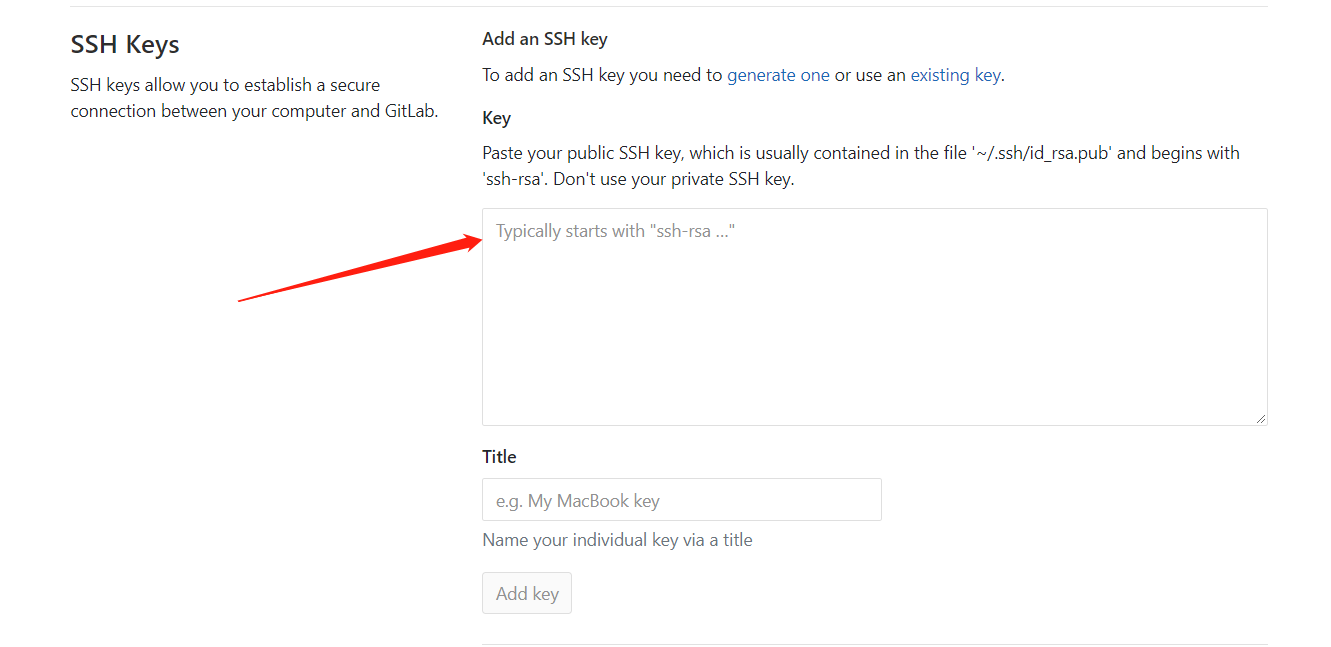 SSH Keys
SSH keys allow you to establish a secure
connection between your computer and GitLab.
Add an SSH key
To add an SSH key you need to generate one or use an existing key.
Key
Paste your public SSH key, which is usually contained in the file '~/.ssh/id_rsa.pub' and begins with
'ssh-rsa'. Don't use your private SSH key.
Typically starts with "ssh-rsa ..."
Title
e.g. My MacBook key
Name your individual key via a title
Add key